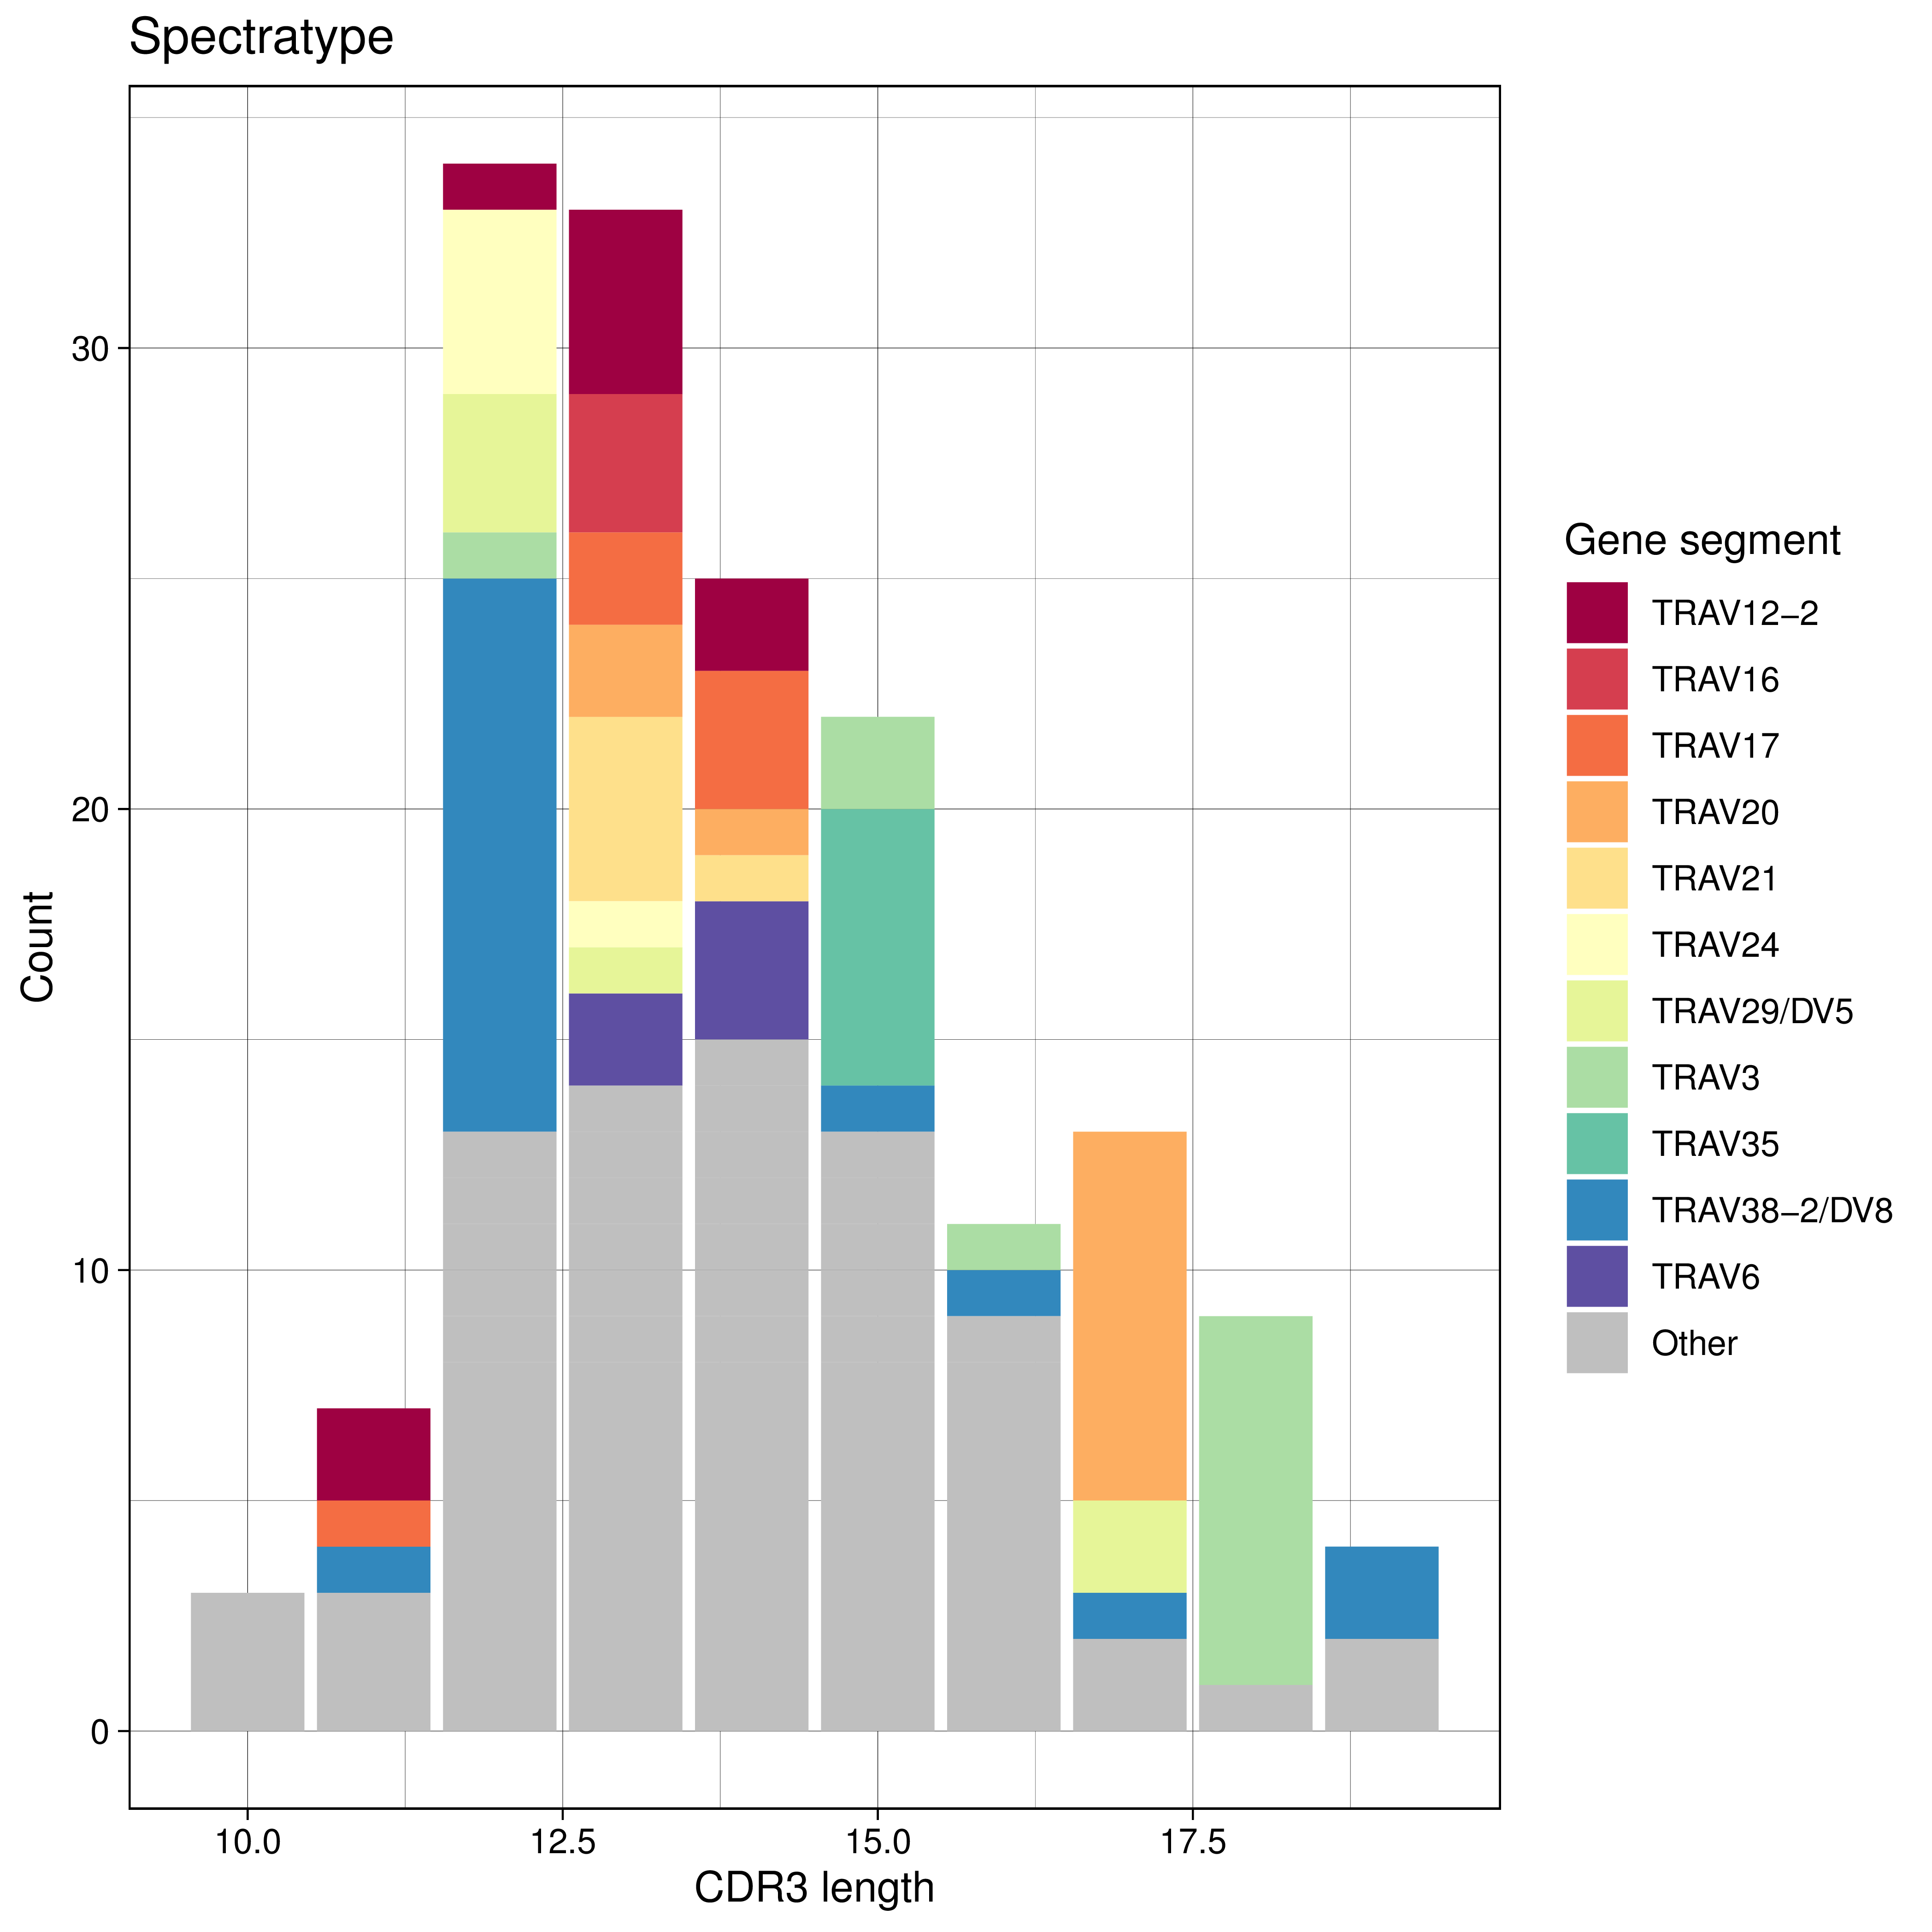 Spectratype
Count
30
20
10
0
10.0
12.5
15.0
17.5
CDR3 length
Gene segment
TRAV12−2
TRAV16
TRAV17
TRAV20
TRAV21
TRAV24
TRAV29/DV5
TRAV3
TRAV35
TRAV38−2/DV8
TRAV6
Other